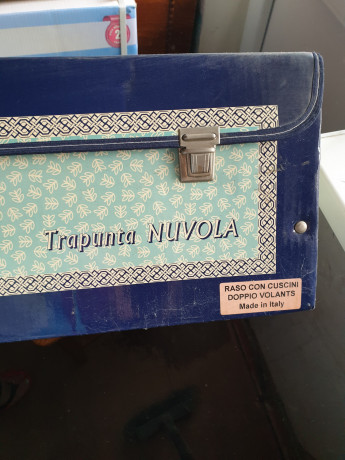 Trapunta NUVOLA
RASO CON CUSCINI
DOPPIO VOLANTS
Made in Italy